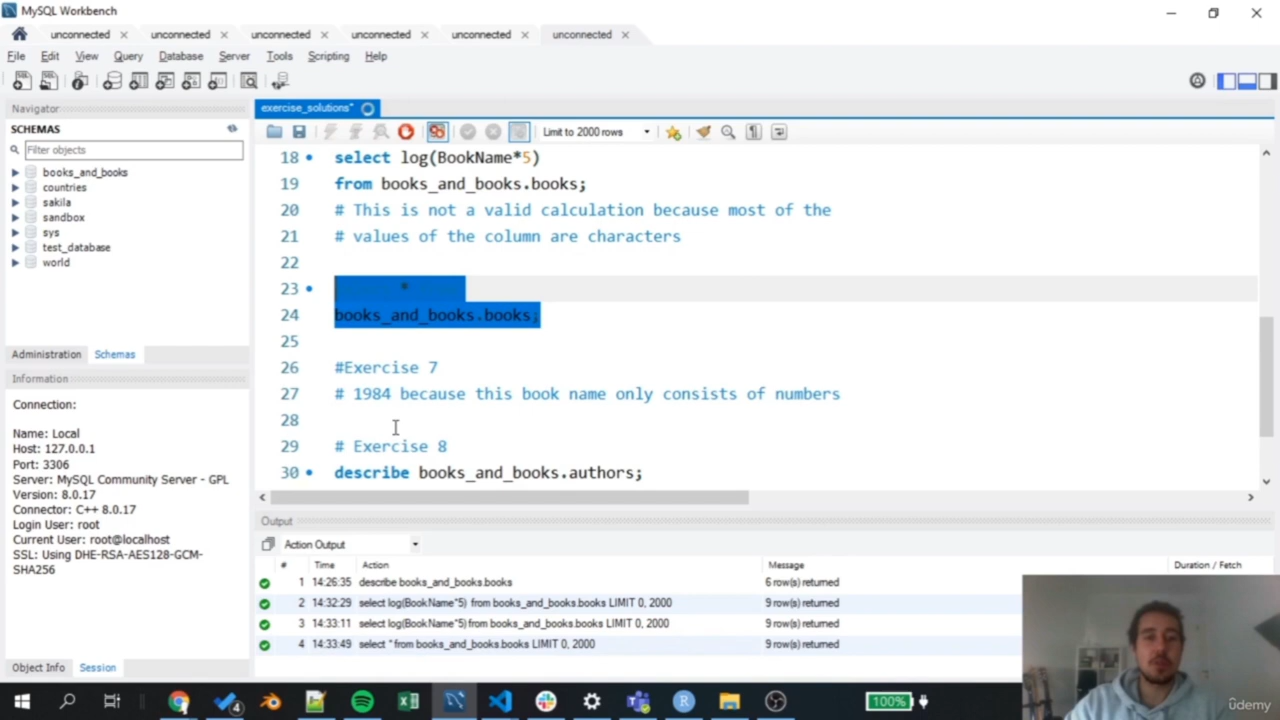 MySQL Workbench
unconnected × unconnected × unconnected × unconnected × unconnected × unconnected ×
File Edit View Query Database Server Tools Scripting Help
Navigator
SCHEMAS
Filter objects
books_and_books
countries
sakila
sandbox
sys
test_database
world
Administration Schemas
Information
Connection:
Name: Local
Host: 127.0.0.1
Port: 3306
Server: MySQL Community Server - GPL
Version: 8.0.17
Connector: C++ 8.0.17
Login User: root
Current User: root@localhost
SSL: Using DHE-RSA-AES128-GCM-
SHA256
Object Info Session
exercise_solutions*
Limit to 2000 rows
18 select log(BookName*5)
19 from books_and_books.books;
20 # This is not a valid calculation because most of the
21 # values of the column are characters
22
23 *
24 books_and_books.books;
25
26 #Exercise 7
27 # 1984 because this book name only consists of numbers
28
29 # Exercise 8
30 describe books_and_books.authors;
Output
Action Output
# Time Action Message Duration / Fetch
1 14:26:35 describe books_and_books.books 6 row(s) returned
2 14:32:29 select log(BookName*5) from books_and_books.books LIMIT 0, 2000 9 row(s) returned
3 14:33:11 select log(BookName*5) from books_and_books.books LIMIT 0, 2000 9 row(s) returned
4 14:33:49 select * from books_and_books.books LIMIT 0, 2000 9 row(s) returned
4
100%
ûdemy